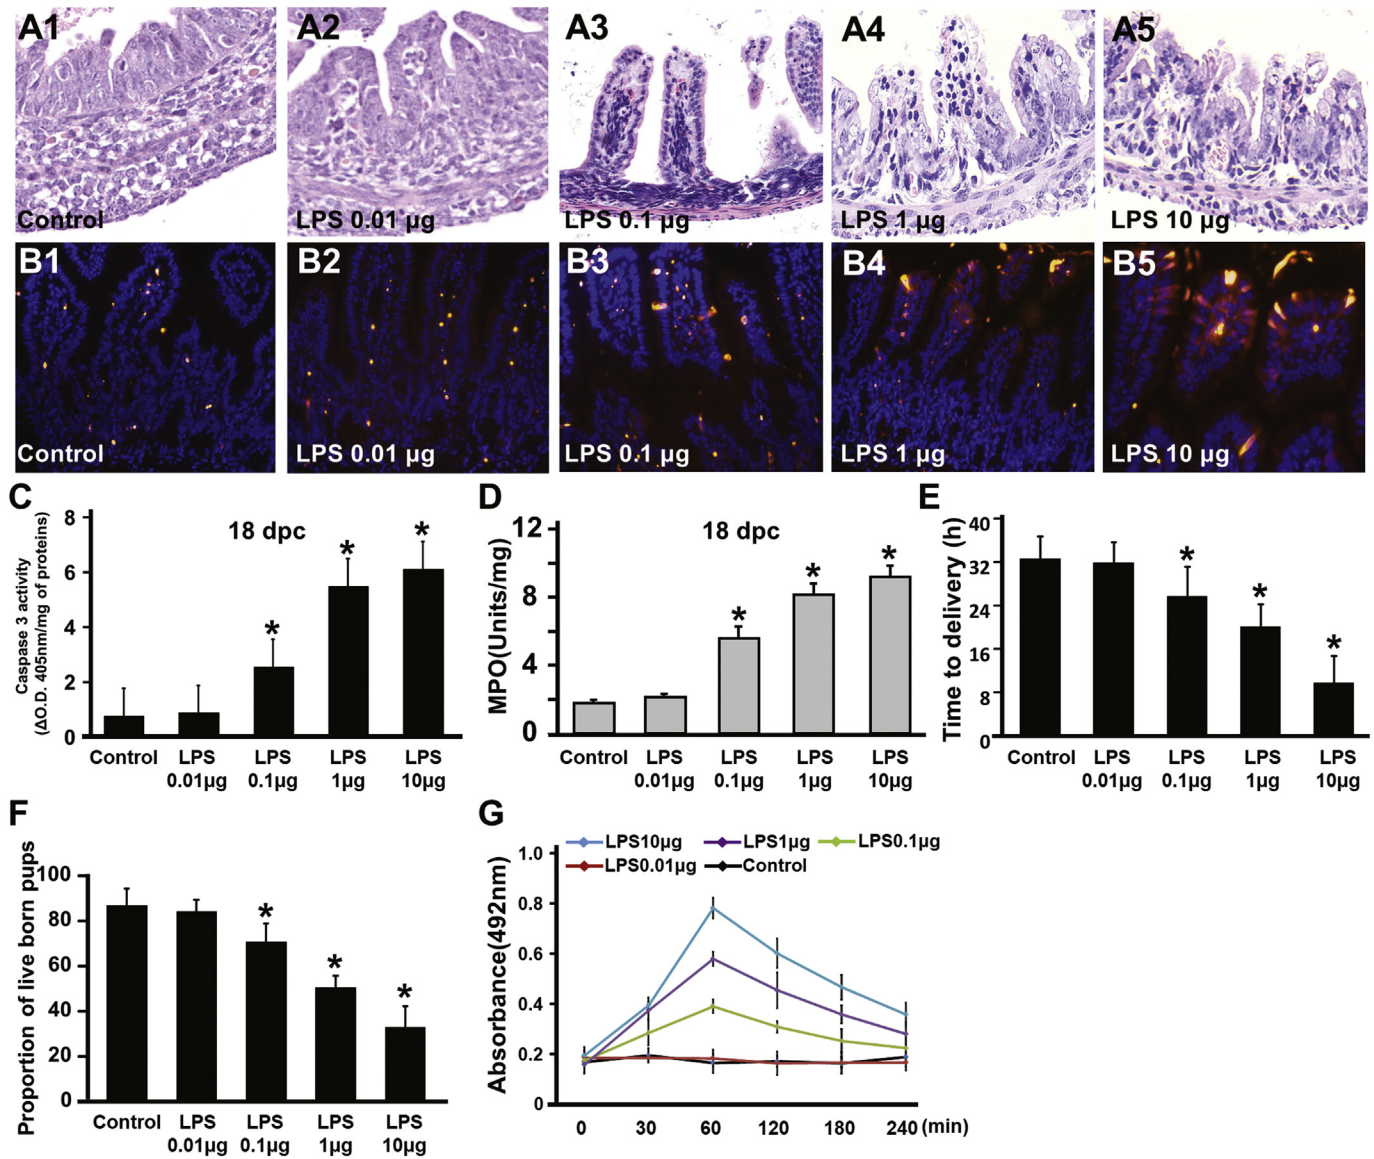 A1 A2 A3 A4 A5
Control LPS 0.01 µg LPS 0.1 µg LPS 1 µg LPS 10 µg
B1 B2 B3 B4 B5
Control LPS 0.01 µg LPS 0.1 µg LPS 1 µg LPS 10 µg
C
18 dpc
Caspase 3 activity
(ΔO.D. 405nm/mg of proteins)
8
6
4
2
0
* * *
Control LPS LPS LPS LPS
0.01µg 0.1µg 1µg 10µg
D
18 dpc
MPO(Units/mg)
12
8
4
0
* * *
Control LPS LPS LPS LPS
0.01µg 0.1µg 1µg 10µg
E
Time to delivery (h)
40
32
24
16
8
0
* * *
Control LPS LPS LPS LPS
0.01µg 0.1µg 1µg 10µg
F
Proportion of live born pups
100
80
60
40
20
0
* * *
Control LPS LPS LPS LPS
0.01µg 0.1µg 1µg 10µg
G
LPS10µg LPS1µg LPS0.1µg
LPS0.01µg Control
Absorbance(492nm)
1.0
0.8
0.6
0.4
0.2
0
0 30 60 120 180 240 (min)